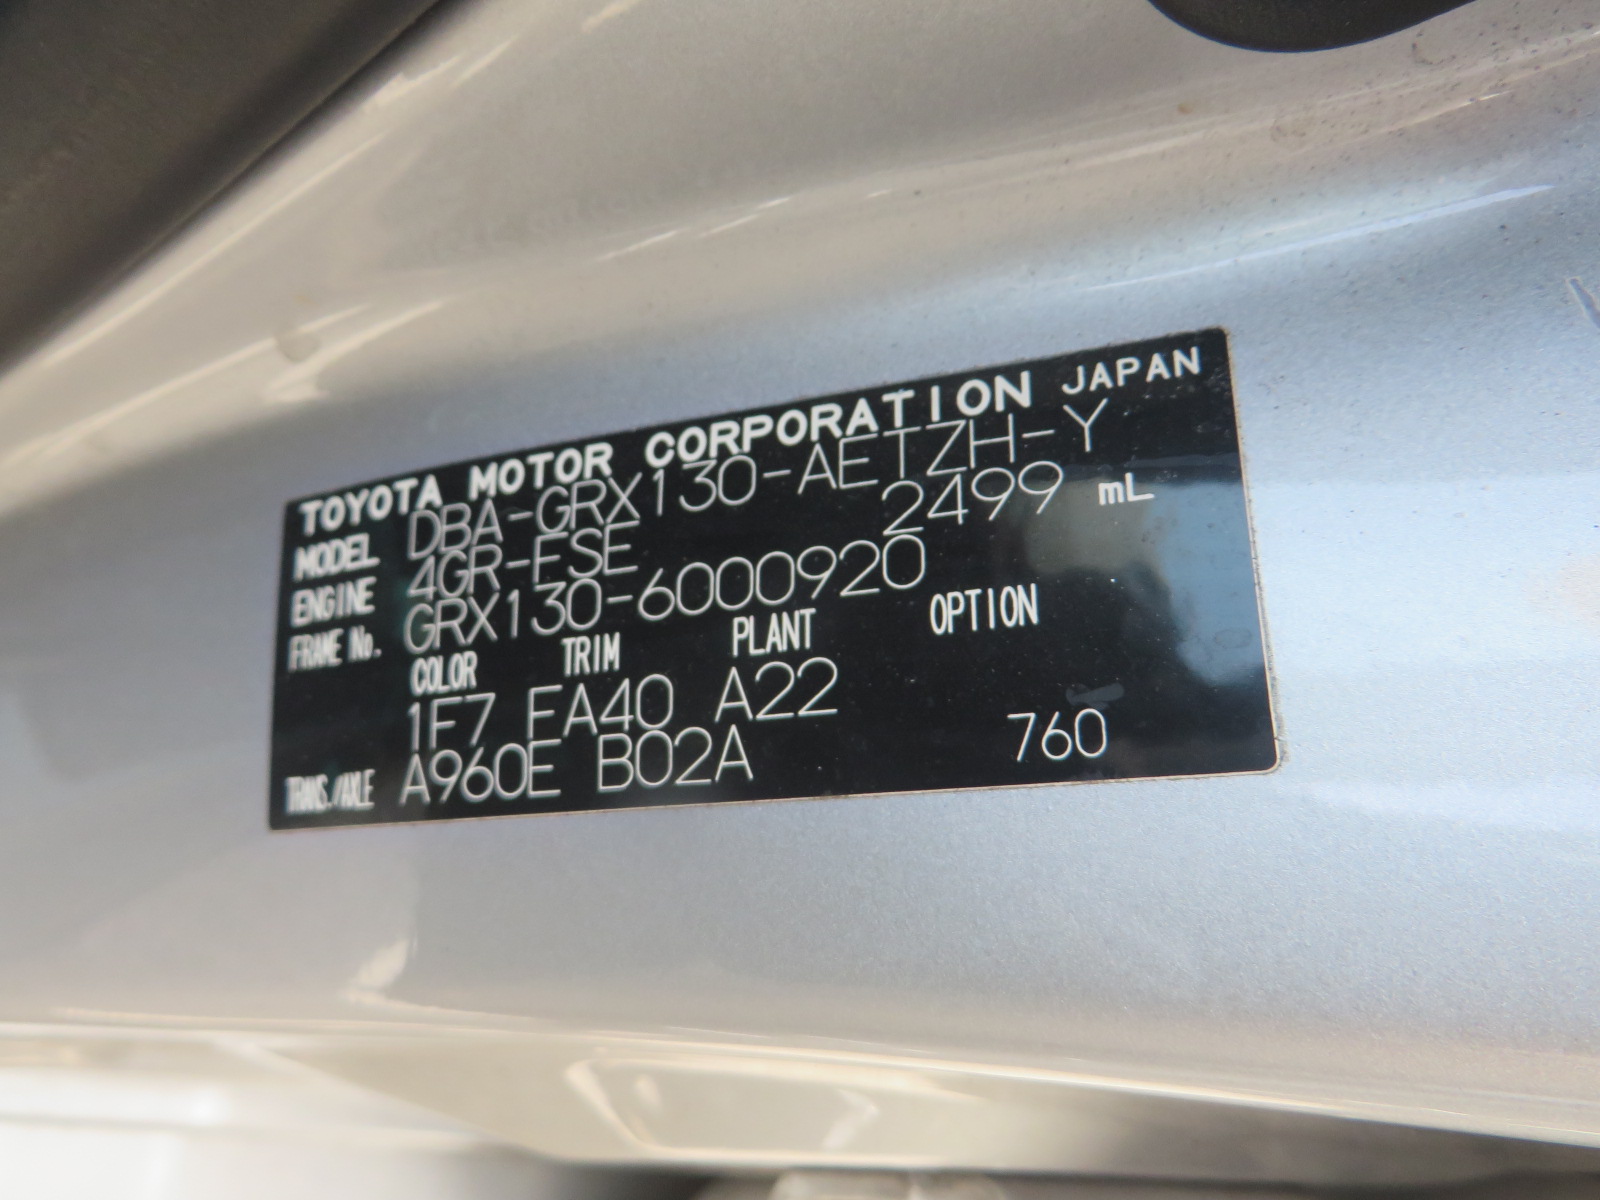 TOYOTA MOTOR CORPORATION JAPAN
MODEL DBA-GRX130-AETZH-Y
ENGINE 4GR-FSE 2499 mL
FRAME No. GRX130-6000920
COLOR TRIM PLANT OPTION
1F7 FA40 A22
TRANS./AXLE A960E B02A 760